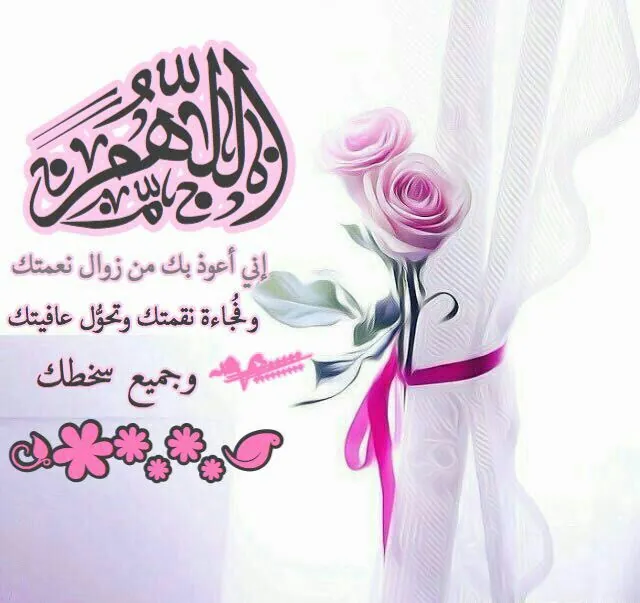 اللهم
إني أعوذ بك من زوال نعمتك
وفُجاءة نقمتك وتحوُّل عافيتك
وجميع سخطك